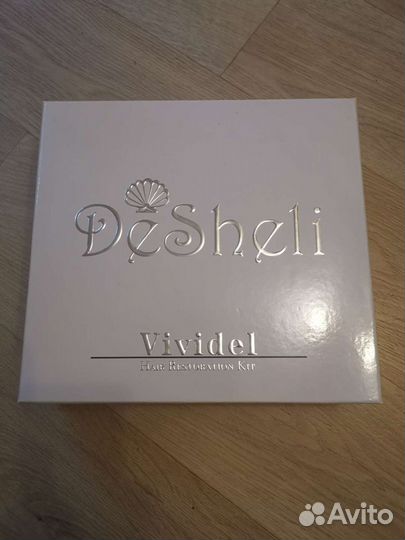 DeSheli
Vividel
Hair Restoration Kit
Avito